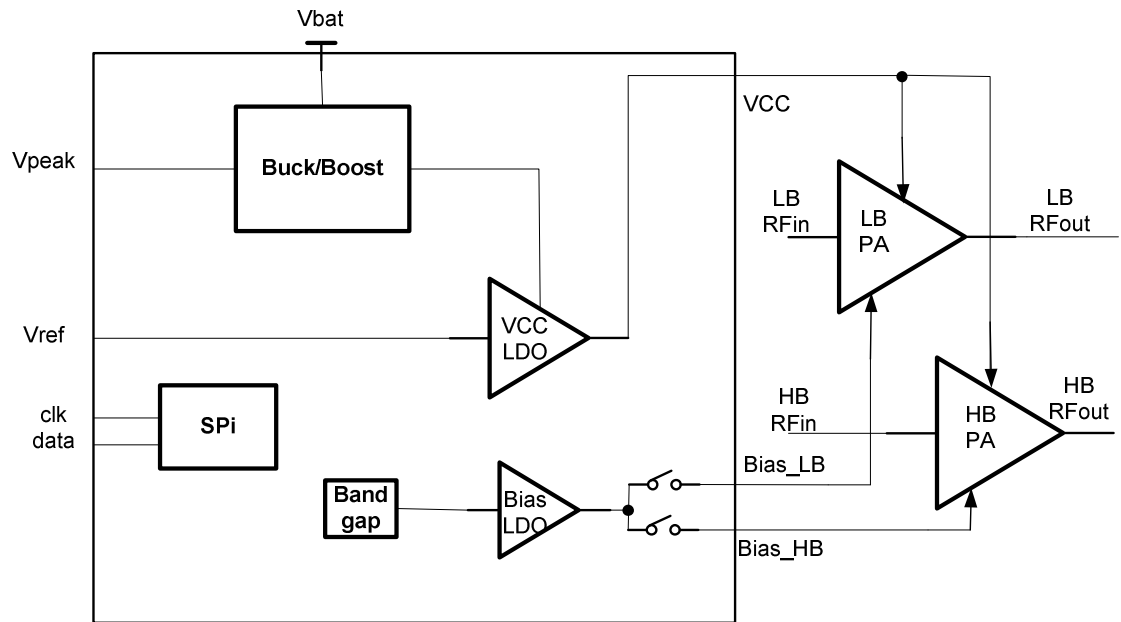 Vbat
VCC
Vpeak
Buck/Boost
LB
RFin
LB
PA
LB
RFout
Vref
VCC
LDO
clk
data
SPi
HB
RFin
HB
PA
HB
RFout
Bias_LB
Band
gap
Bias
LDO
Bias_HB